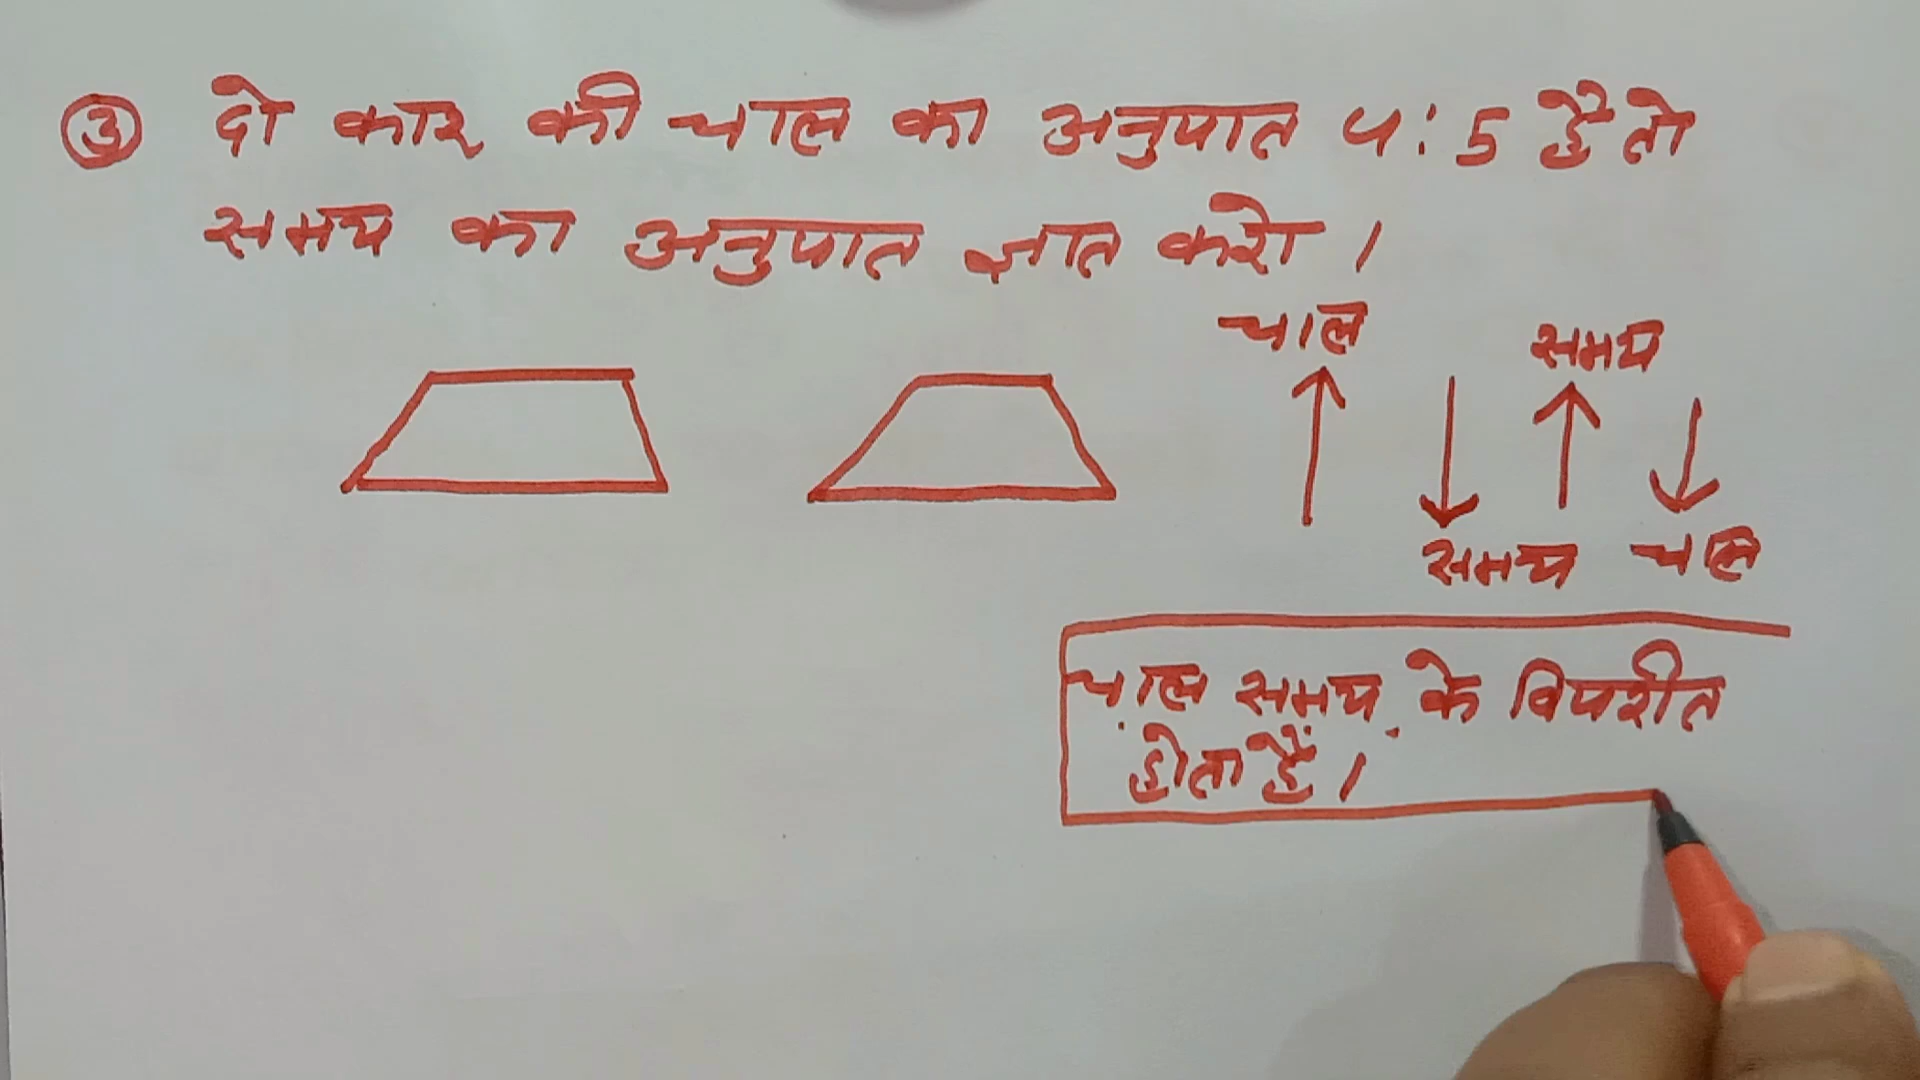 ③ दो कार की चाल का अनुपात 4:5 है तो
समय का अनुपात ज्ञात करो ।
चाल
समय
समय चाल
चाल समय के विपरीत
होता है ।